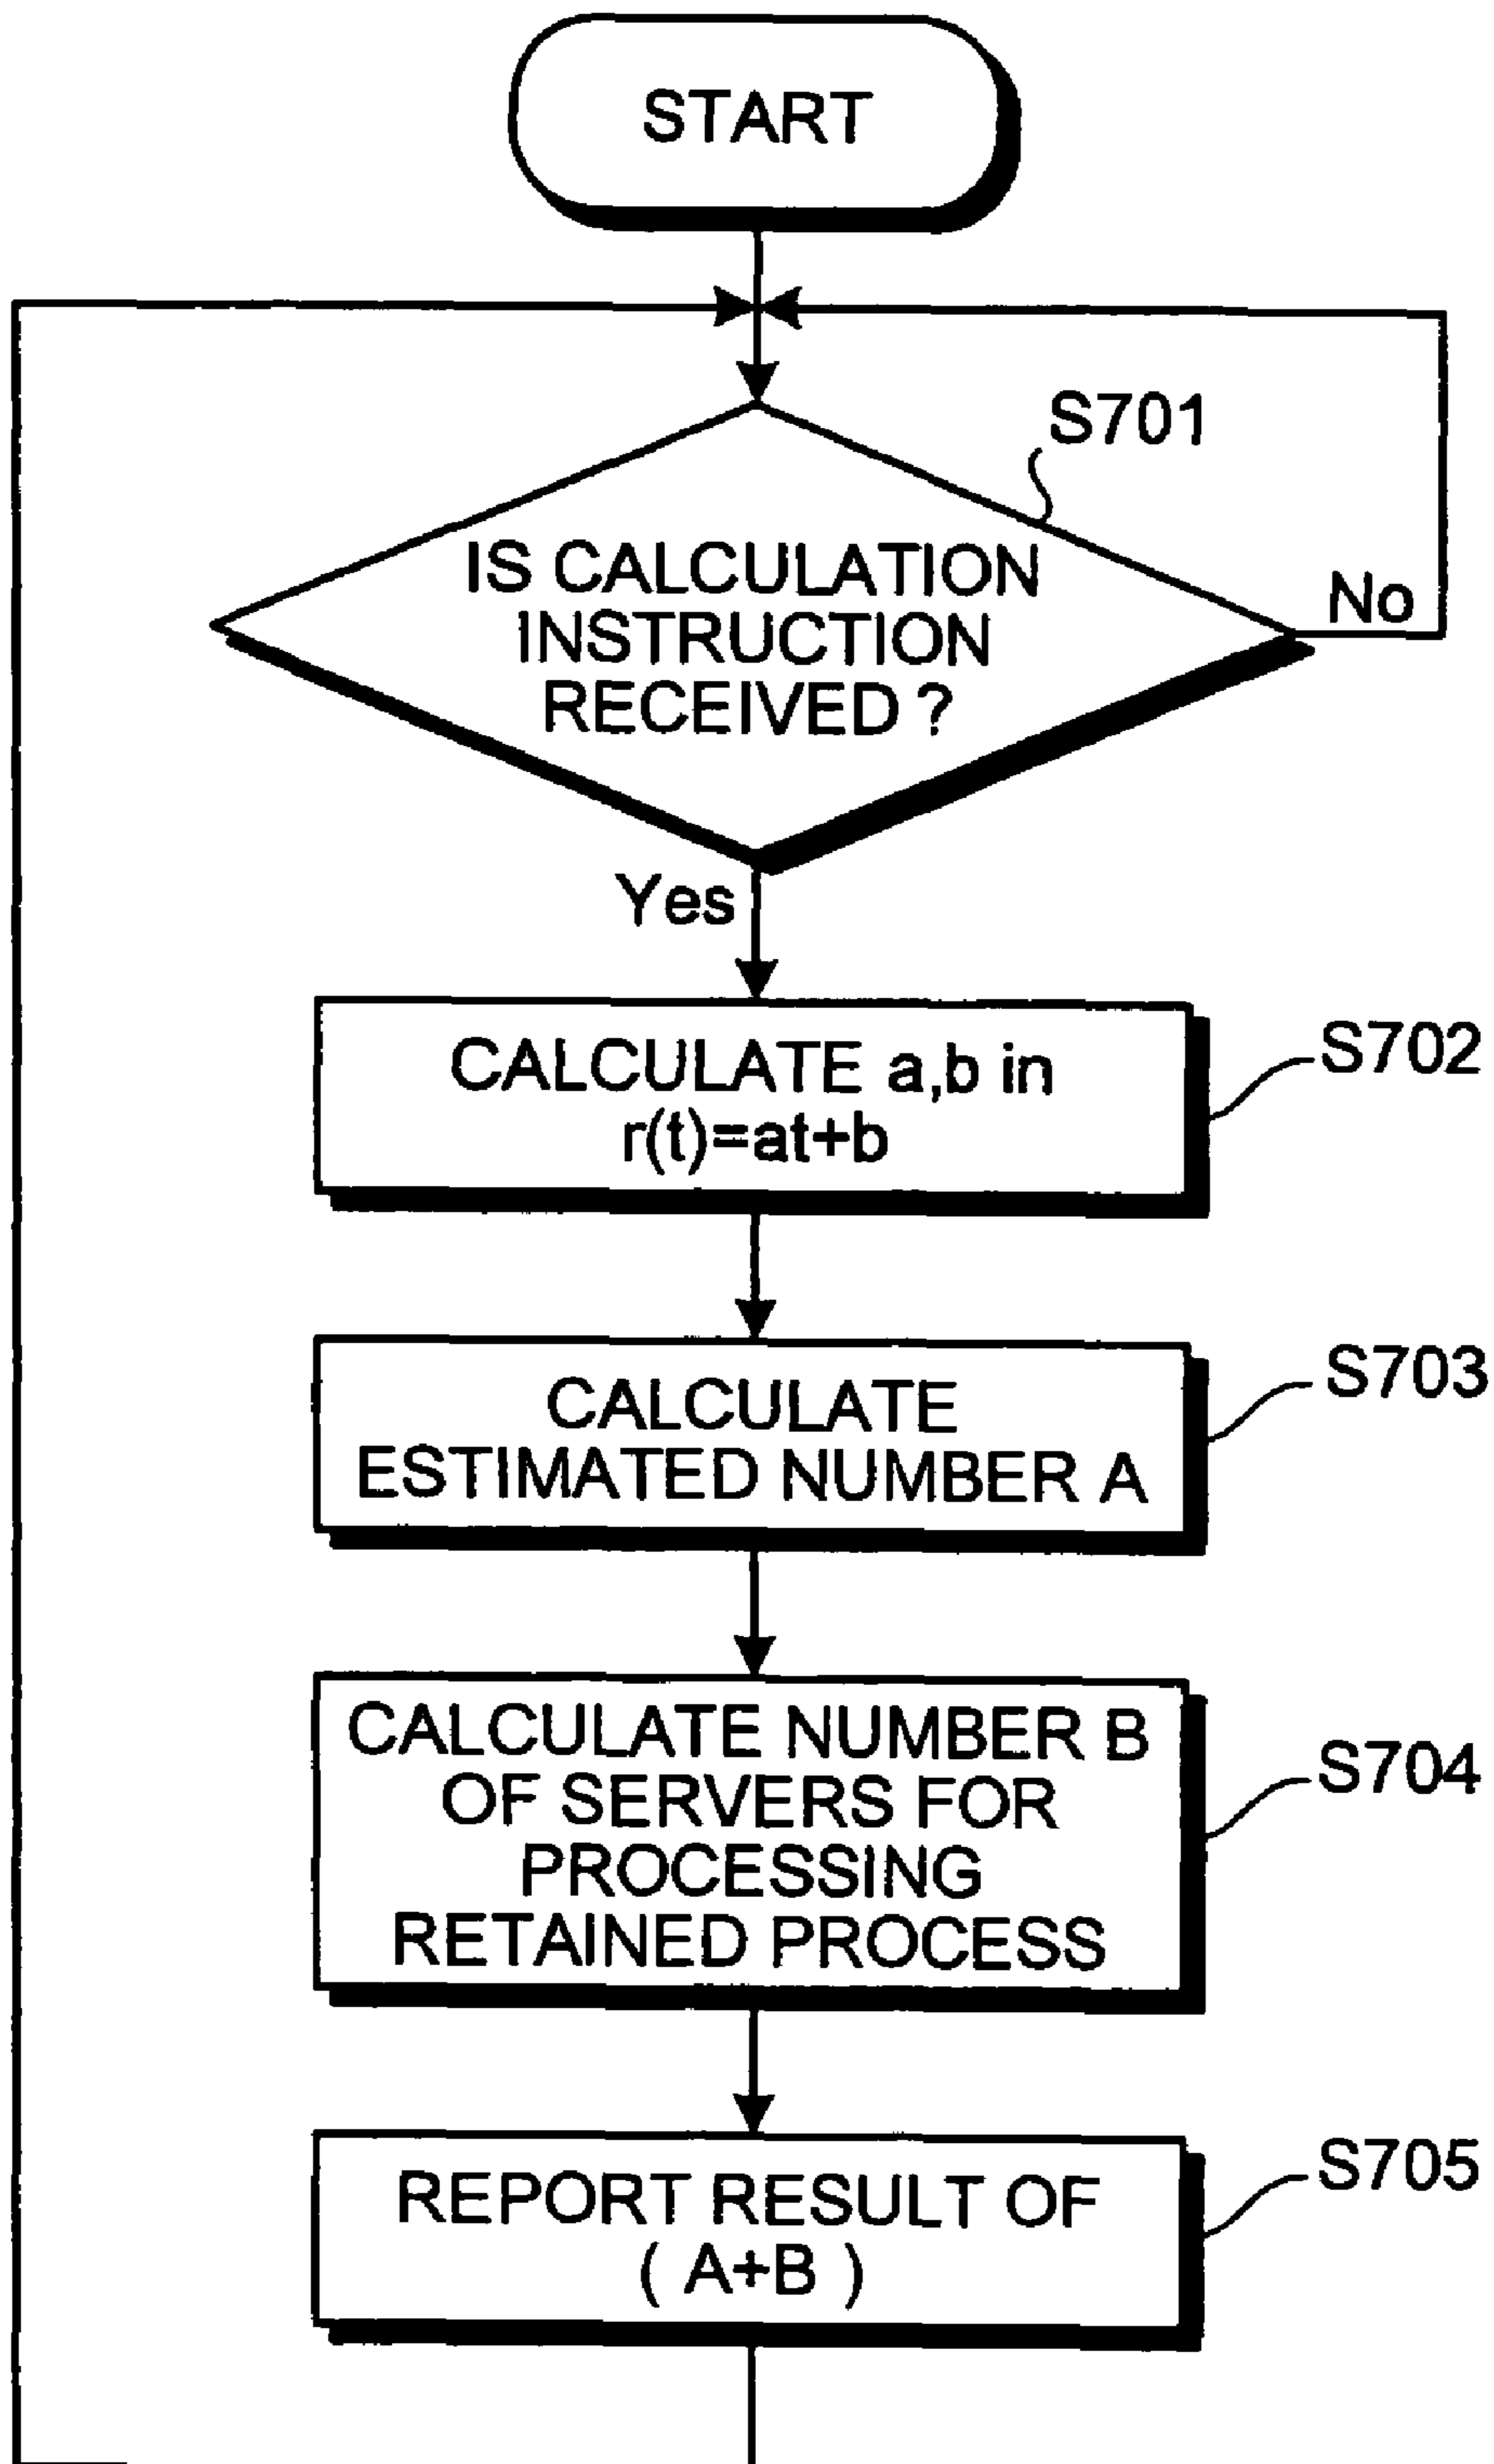 START
S701
IS CALCULATION
INSTRUCTION
RECEIVED ?
No
Yes
CALCULATE a,b in
r(t)=at+b
S702
CALCULATE
ESTIMATED NUMBER A
S703
CALCULATE NUMBER B
OF SERVERS FOR
PROCESSING
RETAINED PROCESS
S704
REPORT RESULT OF
( A+B )
S705